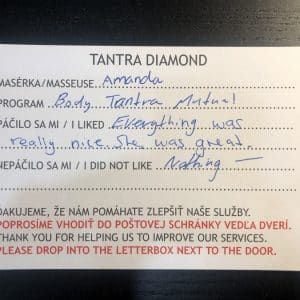 TANTRA DIAMOND
MASÉRKA/MASSEUSE Amanda
PROGRAM Body Tantra Mutual
PÁČILO SA MI / I LIKED Everything was
really nice. She was great.
NEPÁČILO SA MI / I DID NOT LIKE Nothing —
ĎAKUJEME, ŽE NÁM POMÁHATE ZLEPŠIŤ NAŠE SLUŽBY.
POPROSÍME VHODIŤ DO POŠTOVEJ SCHRÁNKY VEDĽA DVERÍ.
THANK YOU FOR HELPING US TO IMPROVE OUR SERVICES.
PLEASE DROP INTO THE LETTERBOX NEXT TO THE DOOR.